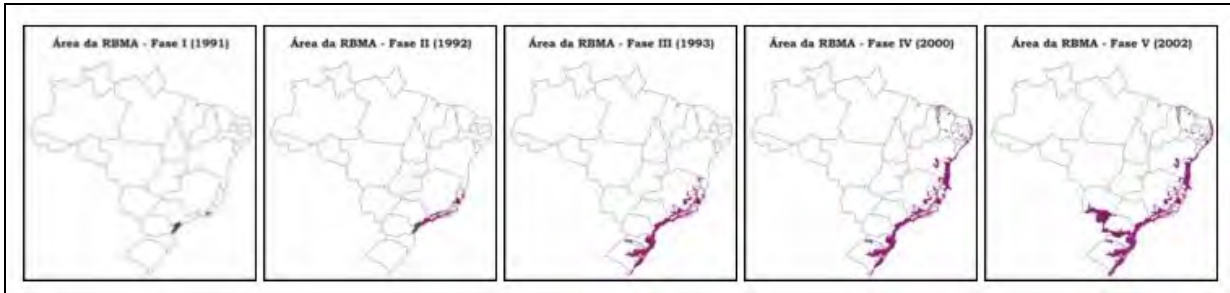 Área da RBMA - Fase I (1991)
Área da RBMA - Fase II (1992)
Área da RBMA - Fase III (1993)
Área da RBMA - Fase IV (2000)
Área da RBMA - Fase V (2002)